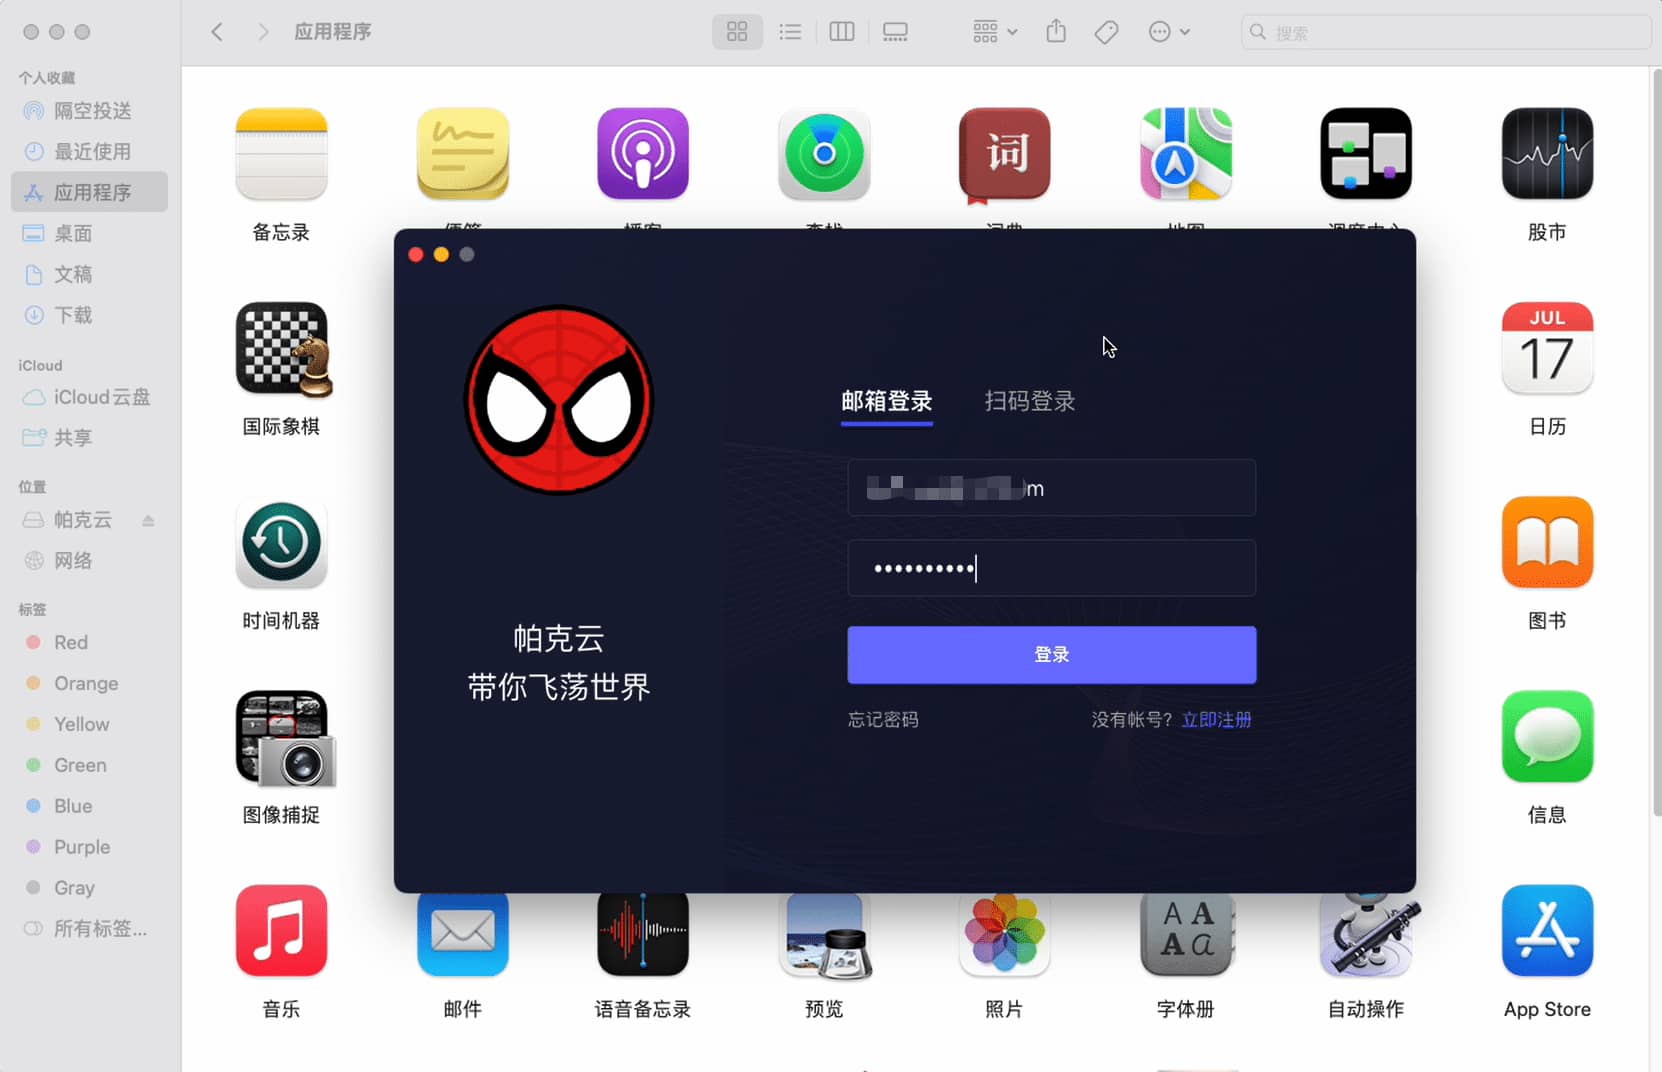 应用程序
搜索
个人收藏
隔空投送
最近使用
应用程序
桌面
文稿
下载
iCloud
iCloud云盘
共享
位置
帕克云
网络
标签
Red
Orange
Yellow
Green
Blue
Purple
Gray
所有标签...
词
备忘录
股市
国际象棋
JUL
17
日历
时间机器
图书
图像捕捉
信息
帕克云
带你飞荡世界
邮箱登录
扫码登录
m
登录
忘记密码
没有帐号? 立即注册
A A
A a
音乐
邮件
语音备忘录
预览
照片
字体册
自动操作
App Store